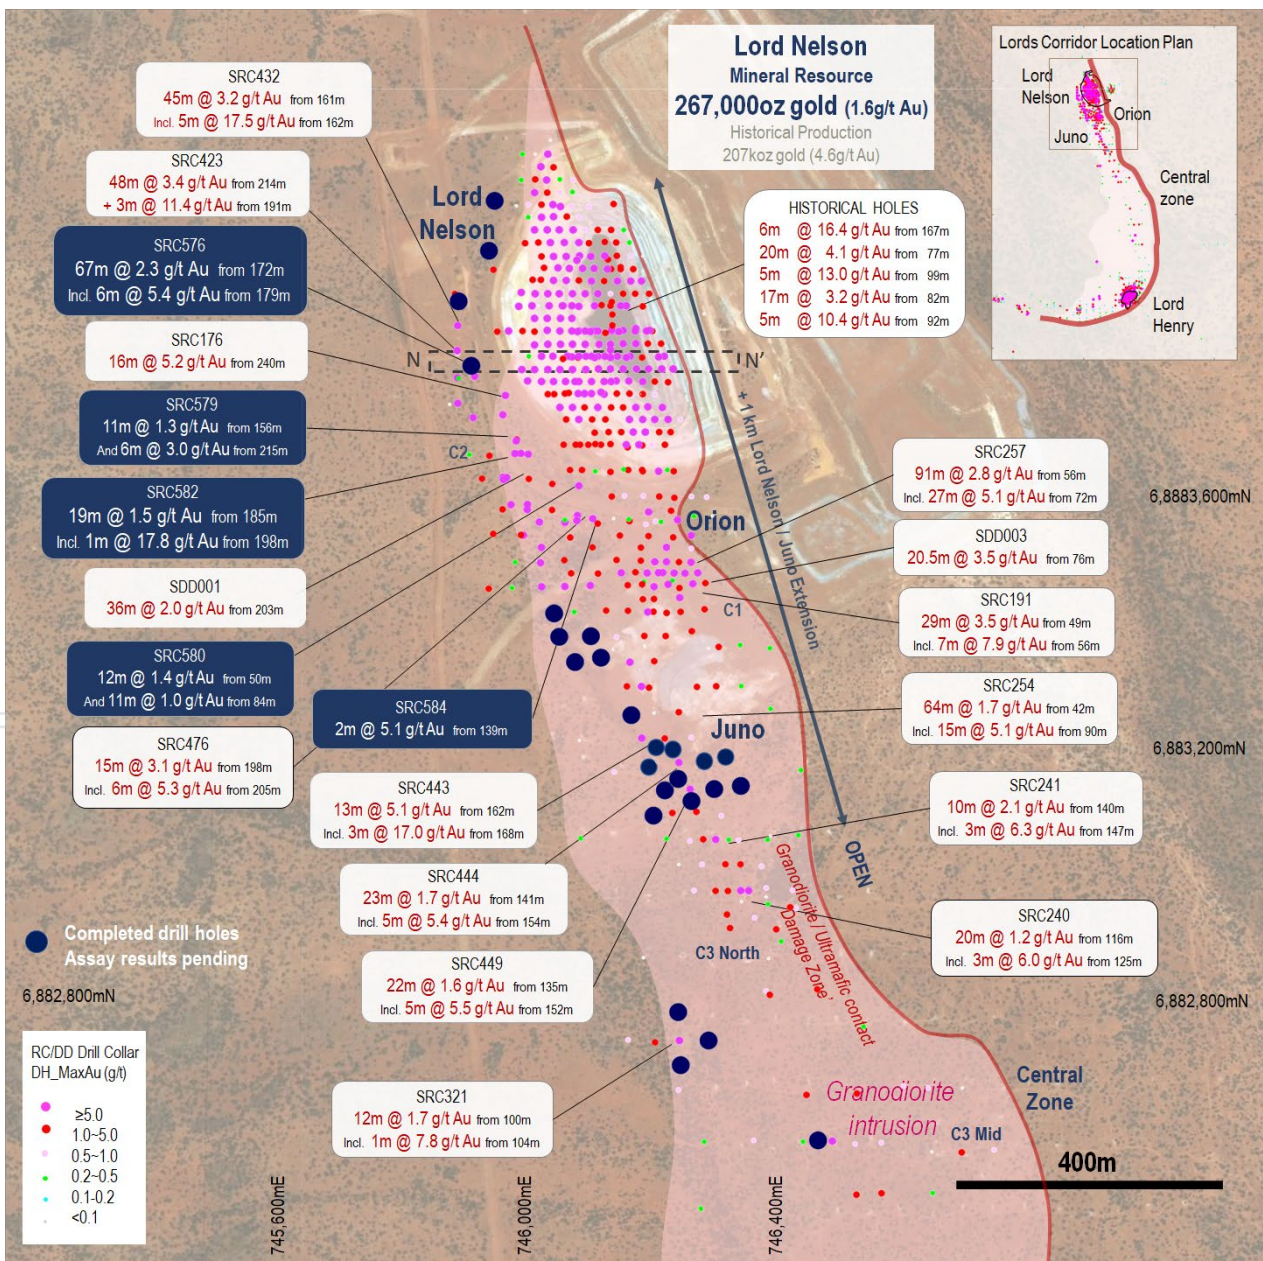 Lord Nelson
Mineral Resource
267,000oz gold (1.6g/t Au)
Historical Production
207koz gold (4.6g/t Au)
Lords Corridor Location Plan
Lord
Nelson
Orion
Juno
Central
zone
Lord
Henry
SRC432
45m @ 3.2 g/t Au from 161m
Incl. 5m @ 17.5 g/t Au from 162m
SRC423
48m @ 3.4 g/t Au from 214m
+ 3m @ 11.4 g/t Au from 191m
SRC576
67m @ 2.3 g/t Au from 172m
Incl. 6m @ 5.4 g/t Au from 179m
SRC176
16m @ 5.2 g/t Au from 240m
SRC579
11m @ 1.3 g/t Au from 156m
And 6m @ 3.0 g/t Au from 215m
SRC582
19m @ 1.5 g/t Au from 185m
Incl. 1m @ 17.8 g/t Au from 198m
SDD001
36m @ 2.0 g/t Au from 203m
SRC580
12m @ 1.4 g/t Au from 50m
And 11m @ 1.0 g/t Au from 84m
SRC476
15m @ 3.1 g/t Au from 198m
Incl. 6m @ 5.3 g/t Au from 205m
SRC584
2m @ 5.1 g/t Au from 139m
SRC443
13m @ 5.1 g/t Au from 162m
Incl. 3m @ 17.0 g/t Au from 168m
SRC444
23m @ 1.7 g/t Au from 141m
Incl. 5m @ 5.4 g/t Au from 154m
SRC449
22m @ 1.6 g/t Au from 135m
Incl. 5m @ 5.5 g/t Au from 152m
SRC321
12m @ 1.7 g/t Au from 100m
Incl. 1m @ 7.8 g/t Au from 104m
Lord
Nelson
HISTORICAL HOLES
6m @ 16.4 g/t Au from 167m
20m @ 4.1 g/t Au from 77m
5m @ 13.0 g/t Au from 99m
17m @ 3.2 g/t Au from 82m
5m @ 10.4 g/t Au from 92m
N
N'
+ 1 km Lord Nelson / Juno Extension
OPEN
C2
Orion
C1
Juno
SRC257
91m @ 2.8 g/t Au from 56m
Incl. 27m @ 5.1 g/t Au from 72m
6,8883,600mN
SDD003
20.5m @ 3.5 g/t Au from 76m
SRC191
29m @ 3.5 g/t Au from 49m
Incl. 7m @ 7.9 g/t Au from 56m
SRC254
64m @ 1.7 g/t Au from 42m
Incl. 15m @ 5.1 g/t Au from 90m
6,883,200mN
SRC241
10m @ 2.1 g/t Au from 140m
Incl. 3m @ 6.3 g/t Au from 147m
SRC240
20m @ 1.2 g/t Au from 116m
Incl. 3m @ 6.0 g/t Au from 125m
C3 North
Granodiorite / Ultramafic contact
Damage Zone'
Completed drill holes
Assay results pending
6,882,800mN
6,882,800mN
RC/DD Drill Collar
DH_MaxAu (g/t)
≥5.0
1.0~5.0
0.5~1.0
0.2~0.5
0.1-0.2
<0.1
Granodiorite
intrusion
Central
Zone
C3 Mid
400m
745,600mE
746,000mE
746,400mE